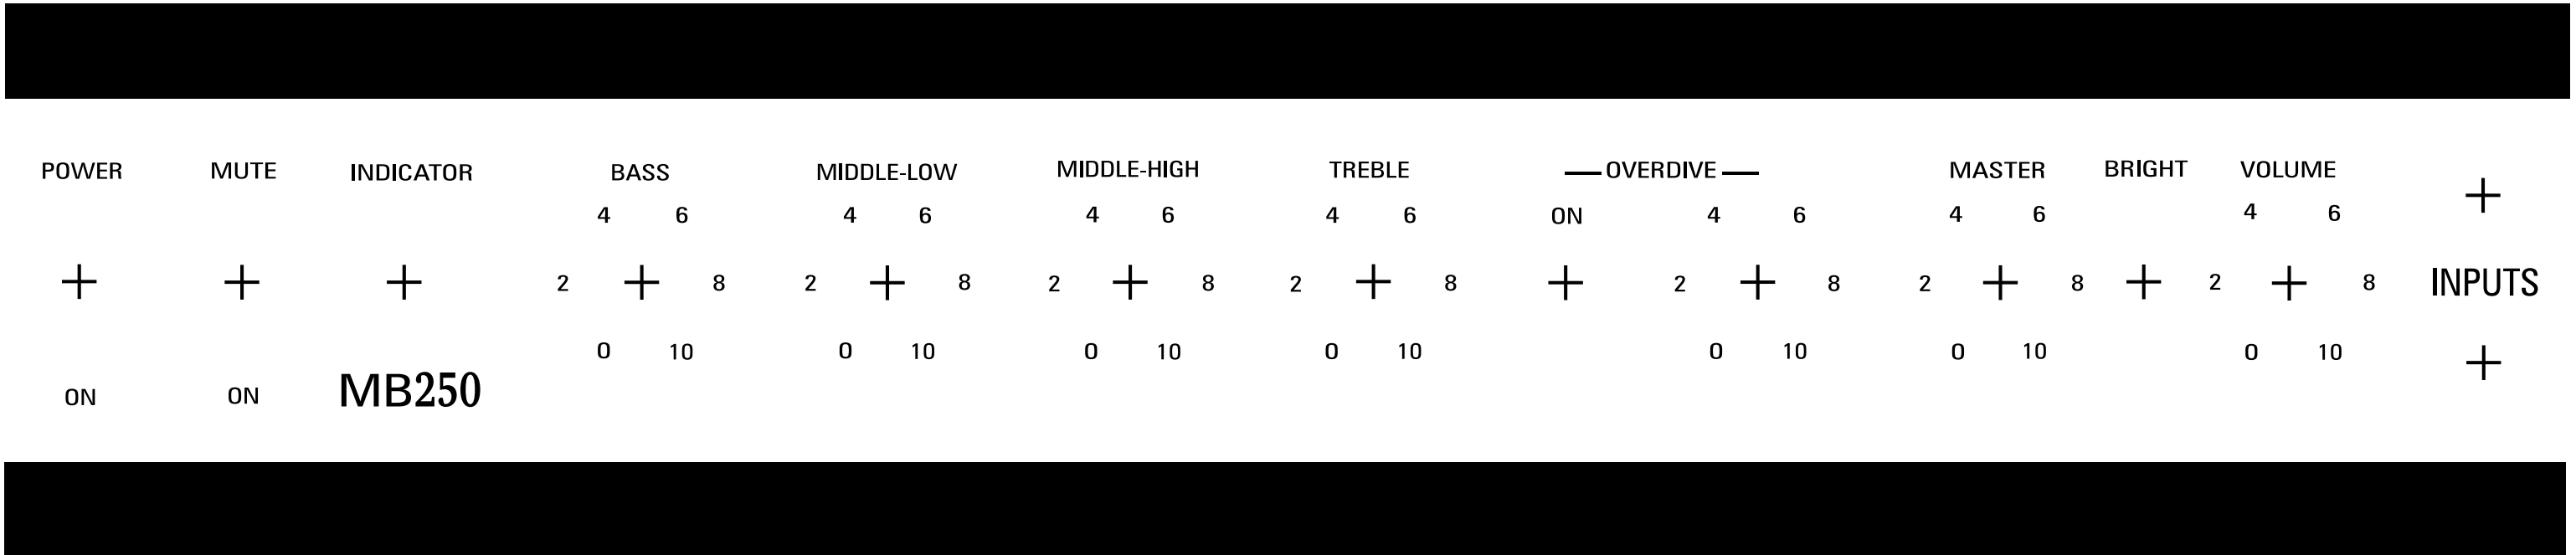 POWER MUTE INDICATOR BASS MIDDLE-LOW MIDDLE-HIGH TREBLE OVERDIVE MASTER BRIGHT VOLUME
4 6 4 6 4 6 4 6 ON 4 6 4 6 4 6
2 8 2 8 2 8 2 8 2 8 2 8 2 8 INPUTS
0 10 0 10 0 10 0 10 0 10 0 10 0 10
ON ON MB250